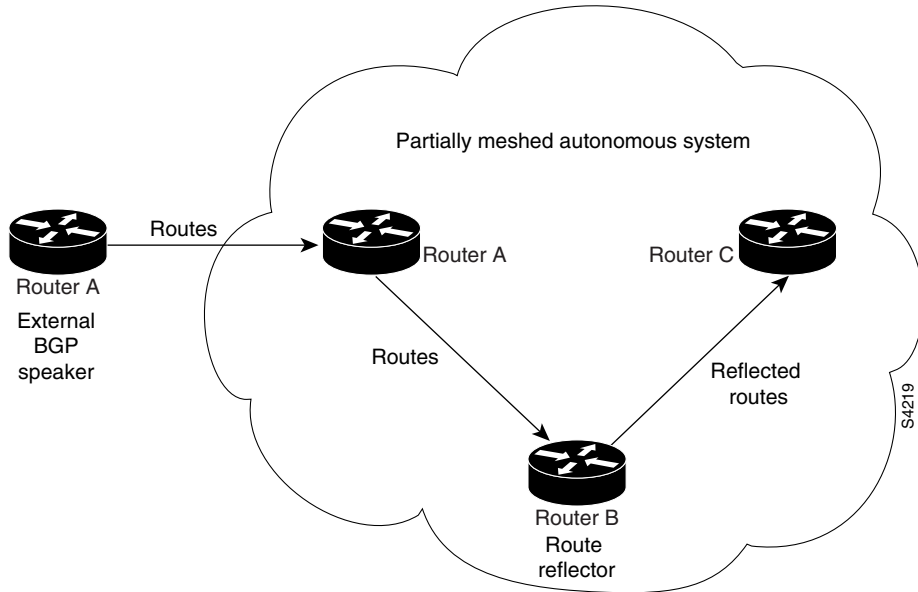 Partially meshed autonomous system
Routes
Router A
Router A
Router C
External
BGP
speaker
Routes
Reflected
routes
S4219
Router B
Route
reflector